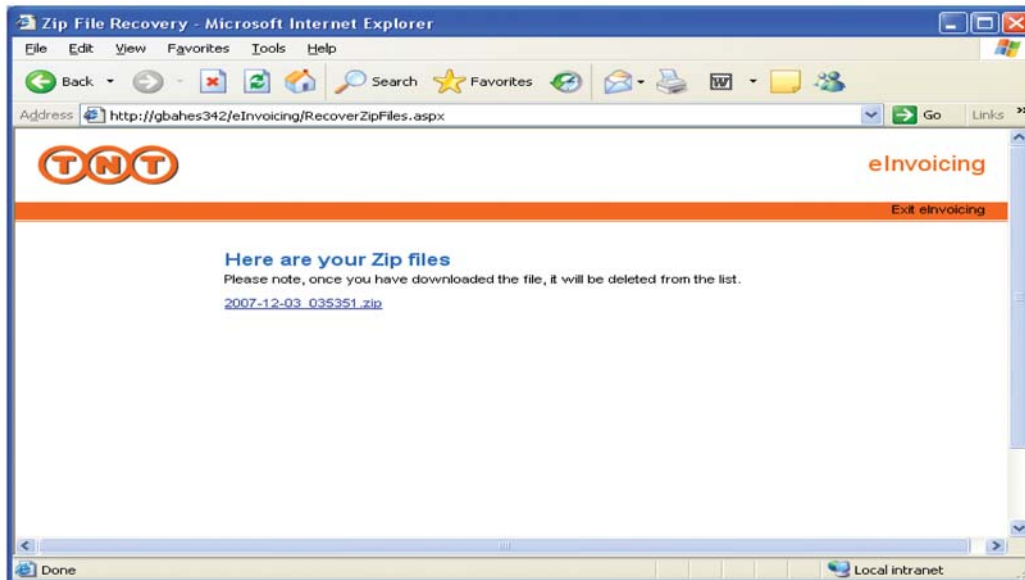 Zip File Recovery - Microsoft Internet Explorer
File Edit View Favorites Tools Help
Back Search Favorites W
Address http://gbahes342/eInvoicing/RecoverZipFiles.aspx Go Links »
TNT
eInvoicing
Exit eInvoicing
Here are your Zip files
Please note, once you have downloaded the file, it will be deleted from the list.
2007-12-03_035351.zip
Done Local intranet